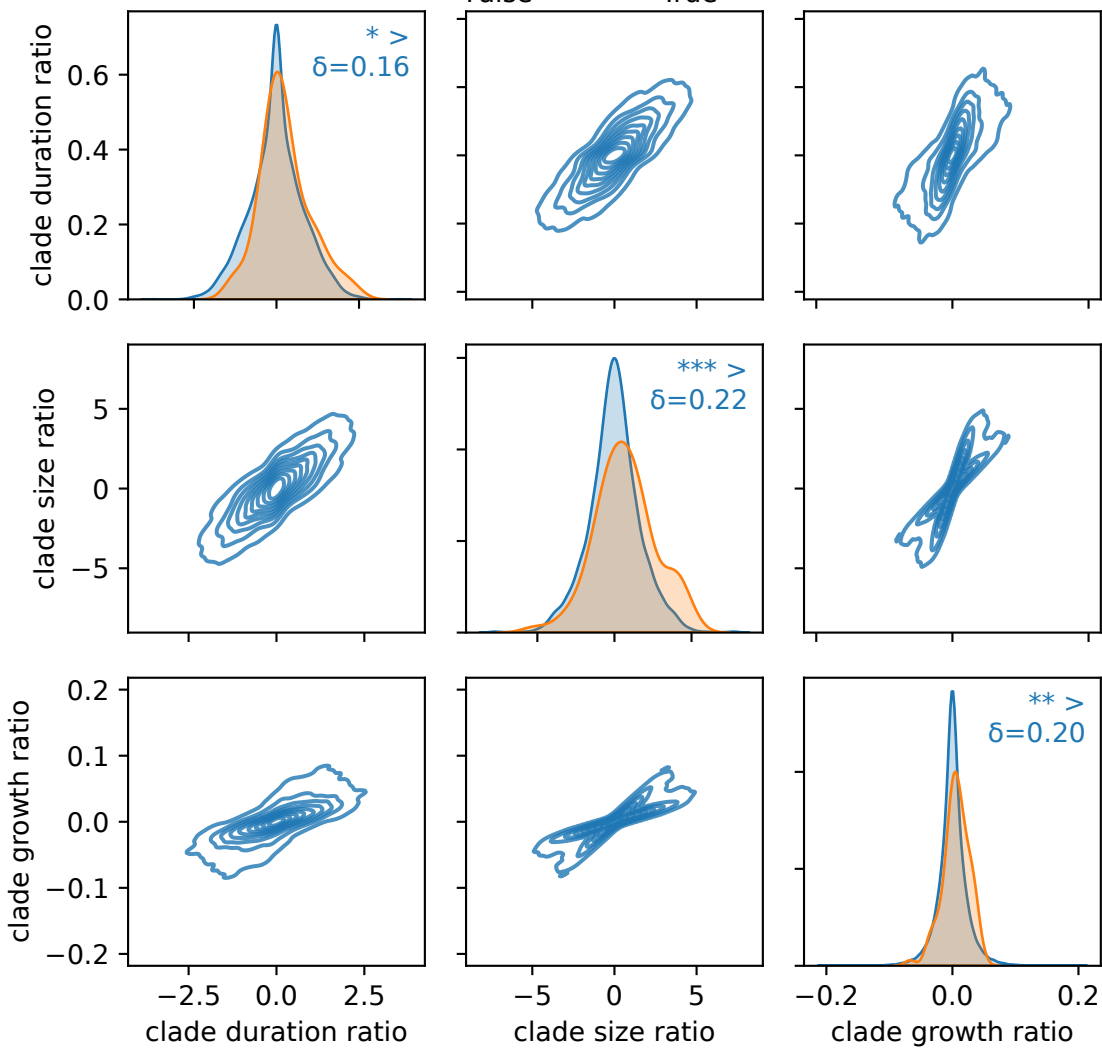 True
clade duration ratio
0.6
0.4
0.2
0.0
* >
δ=0.16
clade size ratio
5
0
−5
*** >
δ=0.22
clade growth ratio
0.2
0.1
0.0
−0.1
−0.2
** >
δ=0.20
−2.5 0.0 2.5
−5 0 5
−0.2 0.0 0.2
clade duration ratio
clade size ratio
clade growth ratio